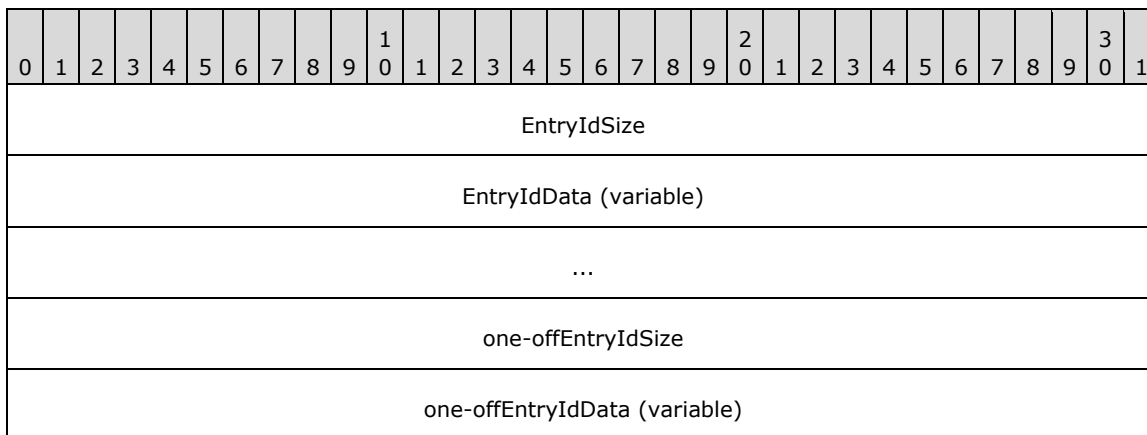 1 2 3
0 1 2 3 4 5 6 7 8 9 0 1 2 3 4 5 6 7 8 9 0 1 2 3 4 5 6 7 8 9 0 1
EntryIdSize
EntryIdData (variable)
...
one-offEntryIdSize
one-offEntryIdData (variable)